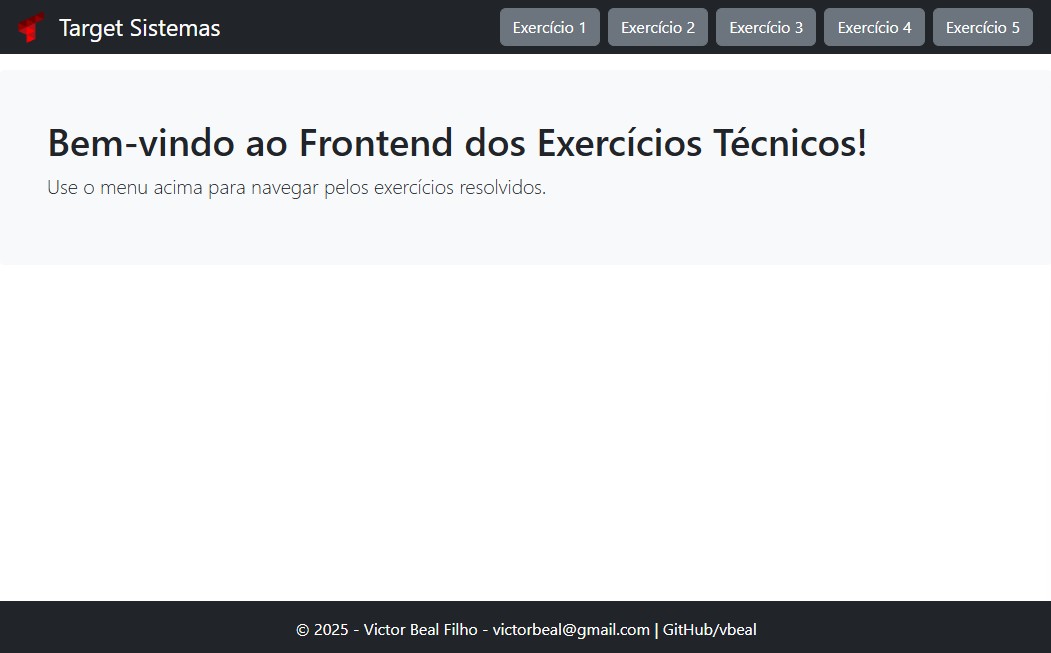 Target Sistemas
Exercício 1
Exercício 2
Exercício 3
Exercício 4
Exercício 5
Bem-vindo ao Frontend dos Exercícios Técnicos!
Use o menu acima para navegar pelos exercícios resolvidos.
© 2025 - Victor Beal Filho - victorbeal@gmail.com | GitHub/vbeal